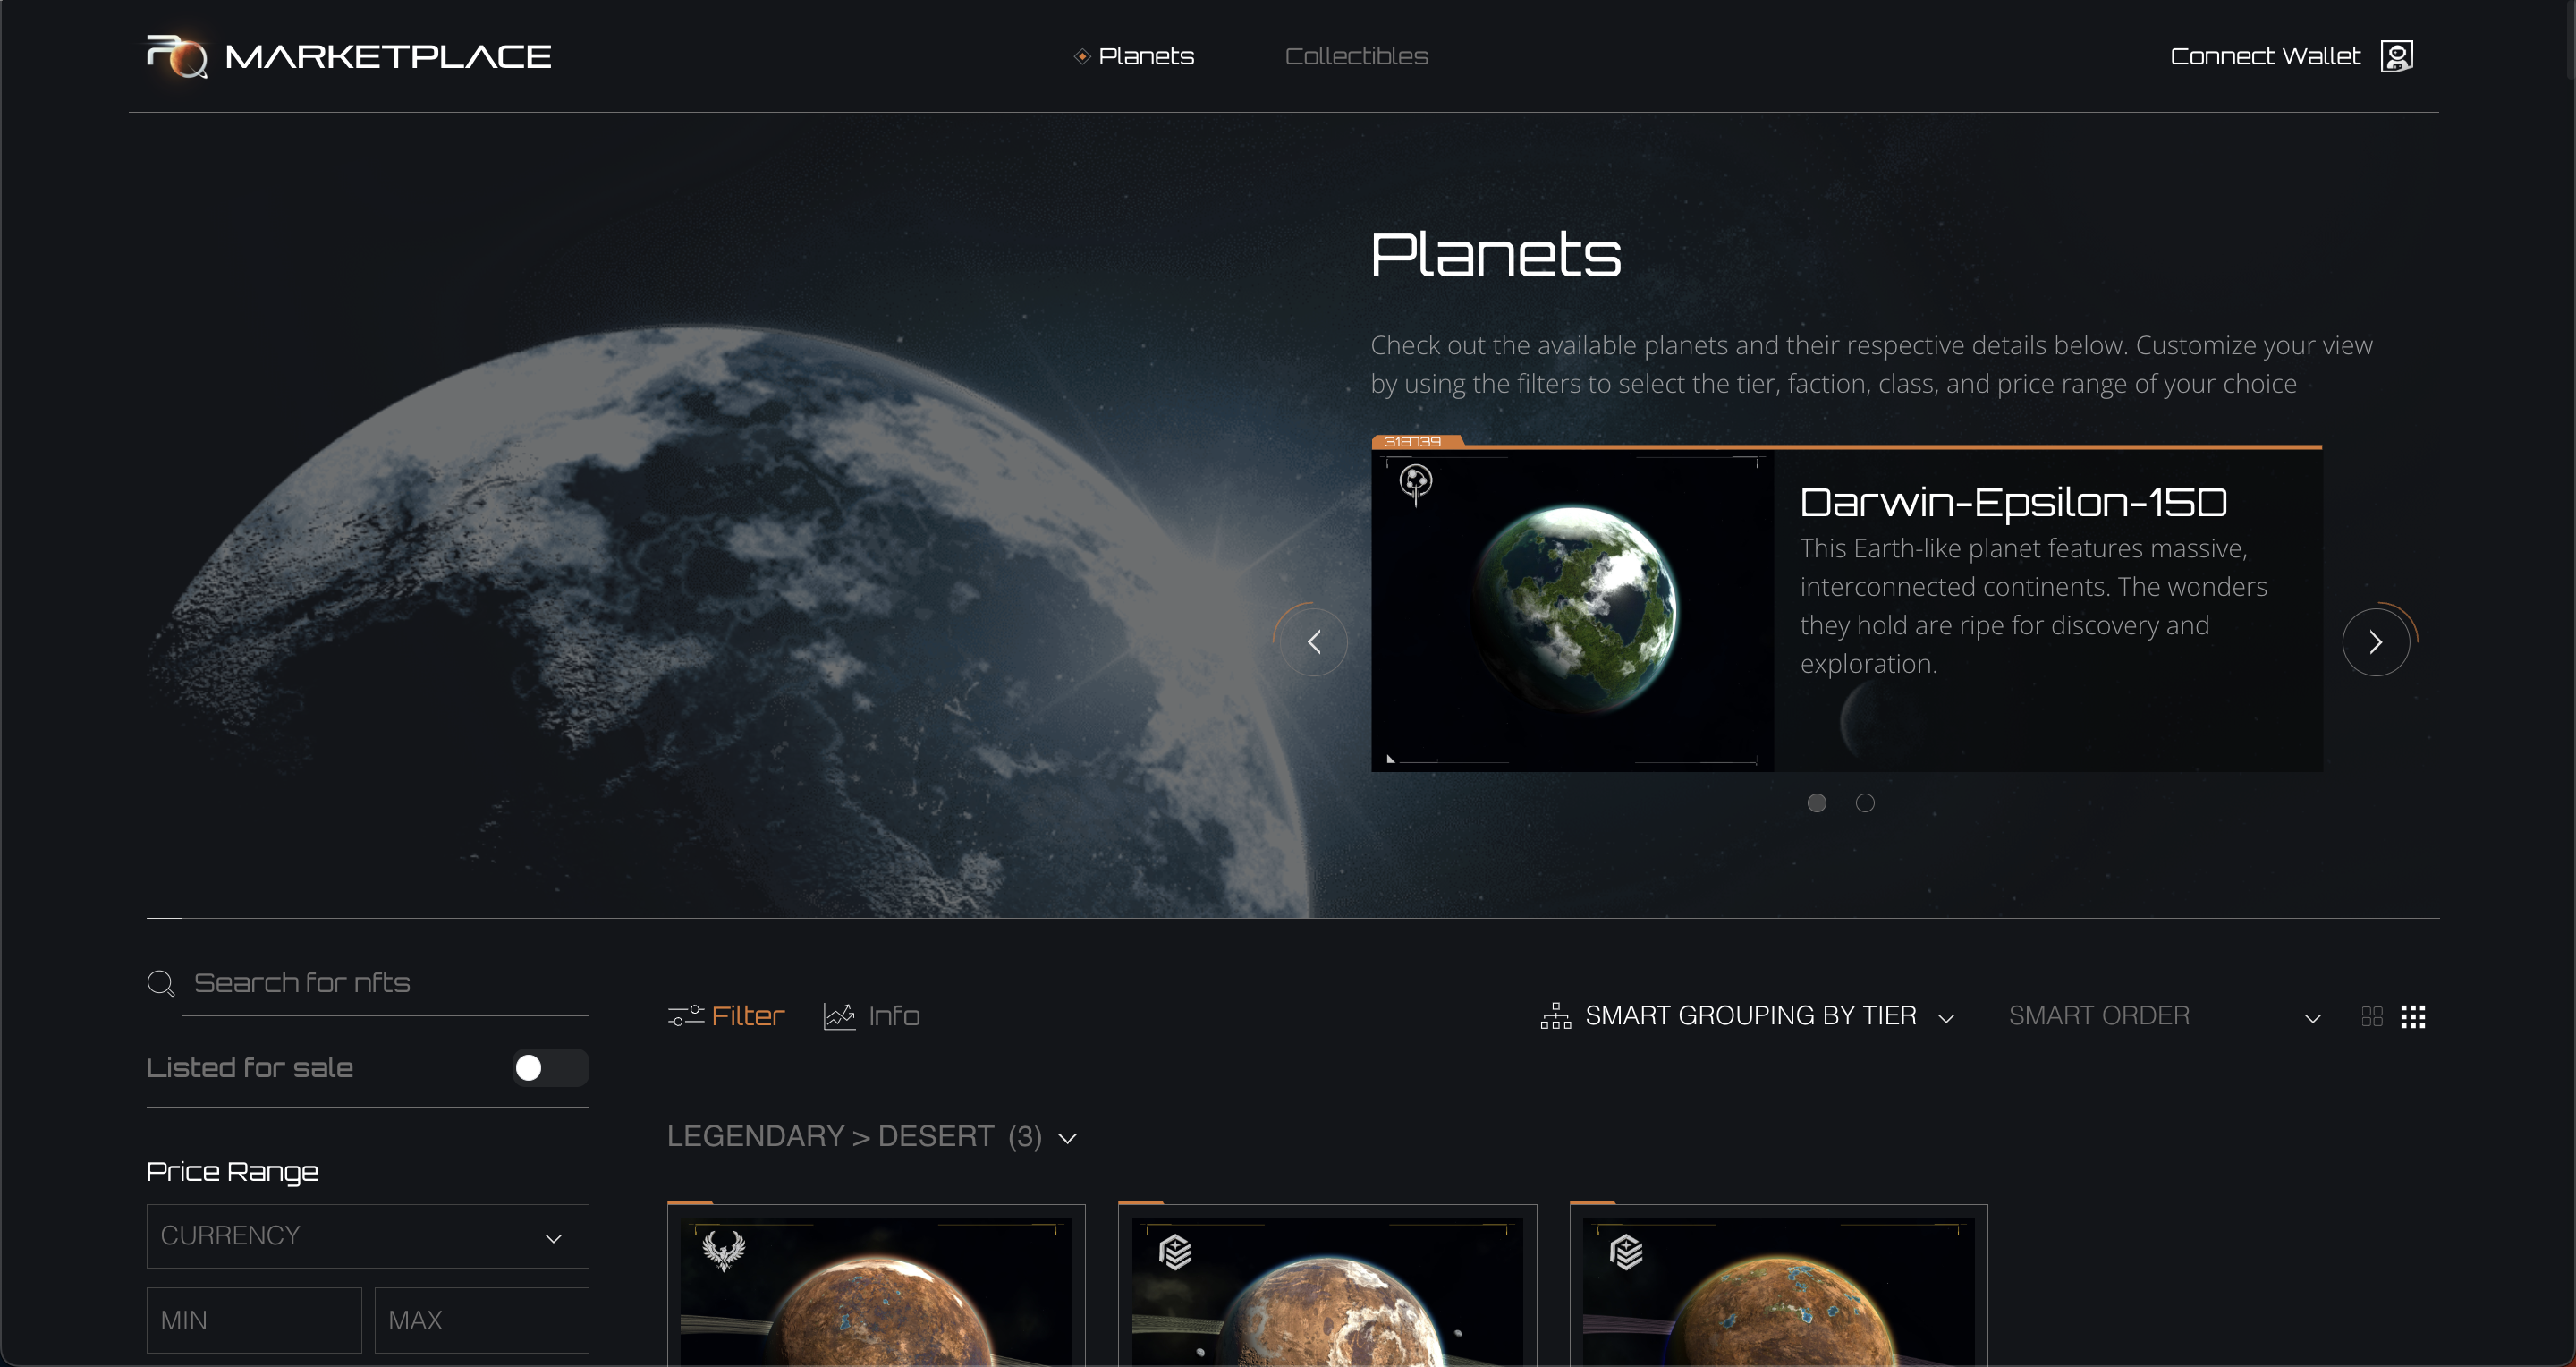 MARKETPLACE
Planets
Collectibles
Connect Wallet
Planets
Check out the available planets and their respective details below. Customize your view
by using the filters to select the tier, faction, class, and price range of your choice
318739
Darwin-Epsilon-15D
This Earth-like planet features massive,
interconnected continents. The wonders
they hold are ripe for discovery and
exploration.
Search for nfts
Filter
Info
SMART GROUPING BY TIER
SMART ORDER
Listed for sale
LEGENDARY > DESERT (3)
Price Range
CURRENCY
MIN
MAX